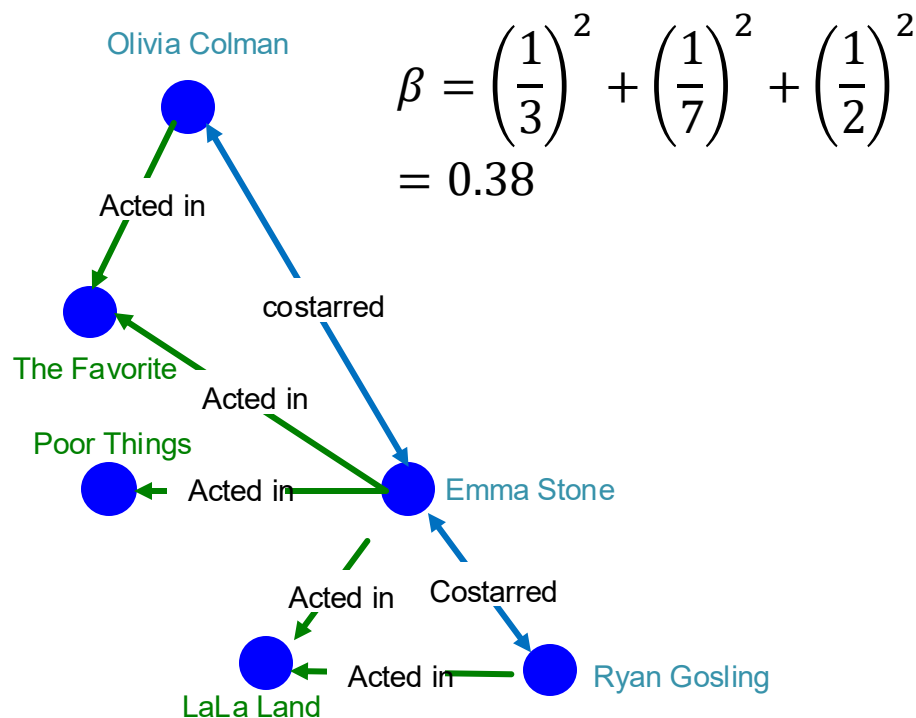 Olivia Colman
β = (1/3)² + (1/7)² + (1/2)²
= 0.38
Acted in
costarred
The Favorite
Acted in
Poor Things
Acted in
Emma Stone
Acted in
Costarred
Acted in
Ryan Gosling
LaLa Land